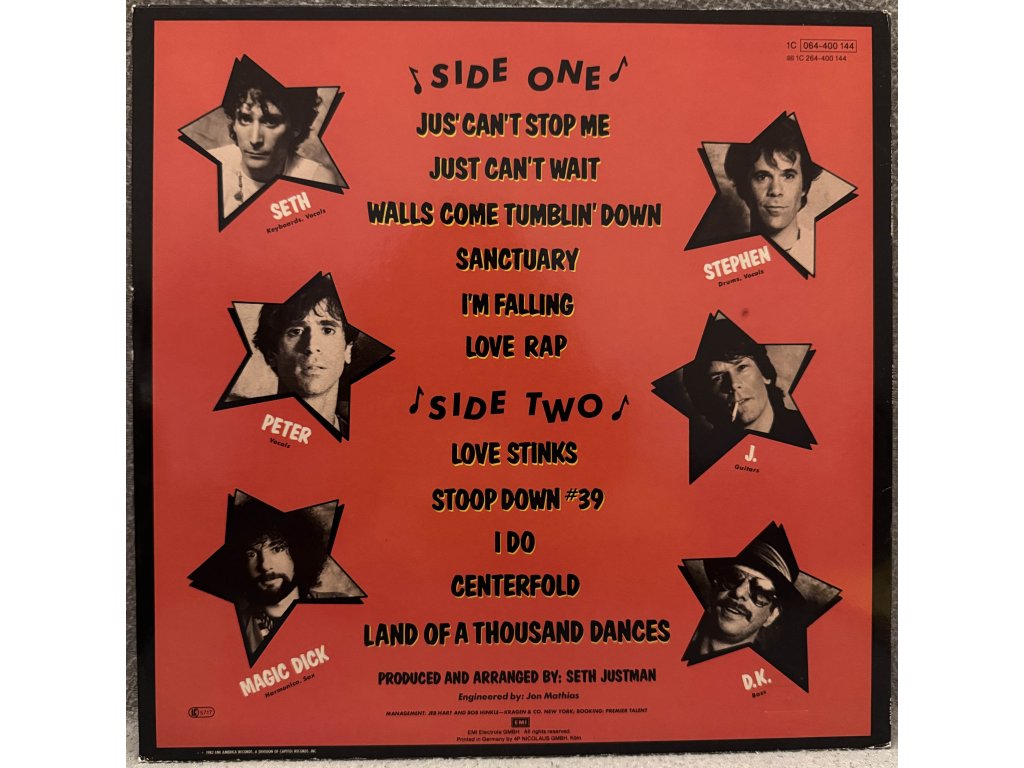 1C 064-400 144
86 1C 264-400 144
♪ SIDE ONE ♪
JUS' CAN'T STOP ME
JUST CAN'T WAIT
WALLS COME TUMBLIN' DOWN
SANCTUARY
I'M FALLING
LOVE RAP
SETH
Keyboards, Vocals
STEPHEN
Drums, Vocals
PETER
Vocals
J.
Guitars
♪ SIDE TWO ♪
LOVE STINKS
STOOP DOWN #39
I DO
CENTERFOLD
LAND OF A THOUSAND DANCES
MAGIC DICK
Harmonica, Sax
D.K.
Bass
PRODUCED AND ARRANGED BY: SETH JUSTMAN
Engineered by: Jon Mathias
MANAGEMENT: JEB HART AND BOB HINKLE—KRAGEN & CO. NEW YORK; BOOKING: PREMIER TALENT
EMI
EMI Electrola GMBH All rights reserved.
Printed in Germany by 4P NICOLAUS GMBH, Köln
LC 5717
1982 EMI AMERICA RECORDS, A DIVISION OF CAPITOL RECORDS, INC